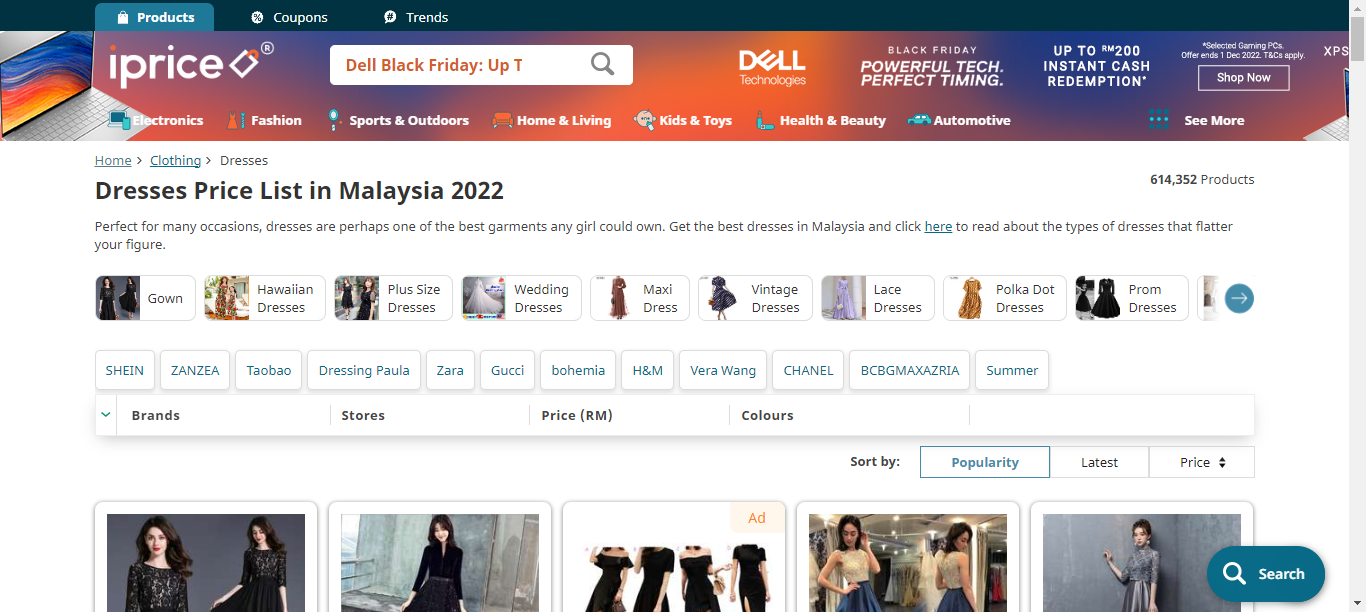 Products
Coupons
Trends
iprice®
Dell Black Friday: Up T
DELL
Technologies
BLACK FRIDAY
POWERFUL TECH.
PERFECT TIMING.
UP TO RM200
INSTANT CASH
REDEMPTION*
*Selected Gaming PCs.
Offer ends 1 Dec 2022. T&Cs apply.
Shop Now
XPS
Electronics
Fashion
Sports & Outdoors
Home & Living
Kids & Toys
Health & Beauty
Automotive
See More
Home > Clothing > Dresses
Dresses Price List in Malaysia 2022
614,352 Products
Perfect for many occasions, dresses are perhaps one of the best garments any girl could own. Get the best dresses in Malaysia and click here to read about the types of dresses that flatter
your figure.
Gown
Hawaiian
Dresses
Plus Size
Dresses
Wedding
Dresses
Maxi
Dress
Vintage
Dresses
Lace
Dresses
Polka Dot
Dresses
Prom
Dresses
SHEIN
ZANZEA
Taobao
Dressing Paula
Zara
Gucci
bohemia
H&M
Vera Wang
CHANEL
BCBGMAXAZRIA
Summer
Brands
Stores
Price (RM)
Colours
Sort by:
Popularity
Latest
Price
Ad
Search